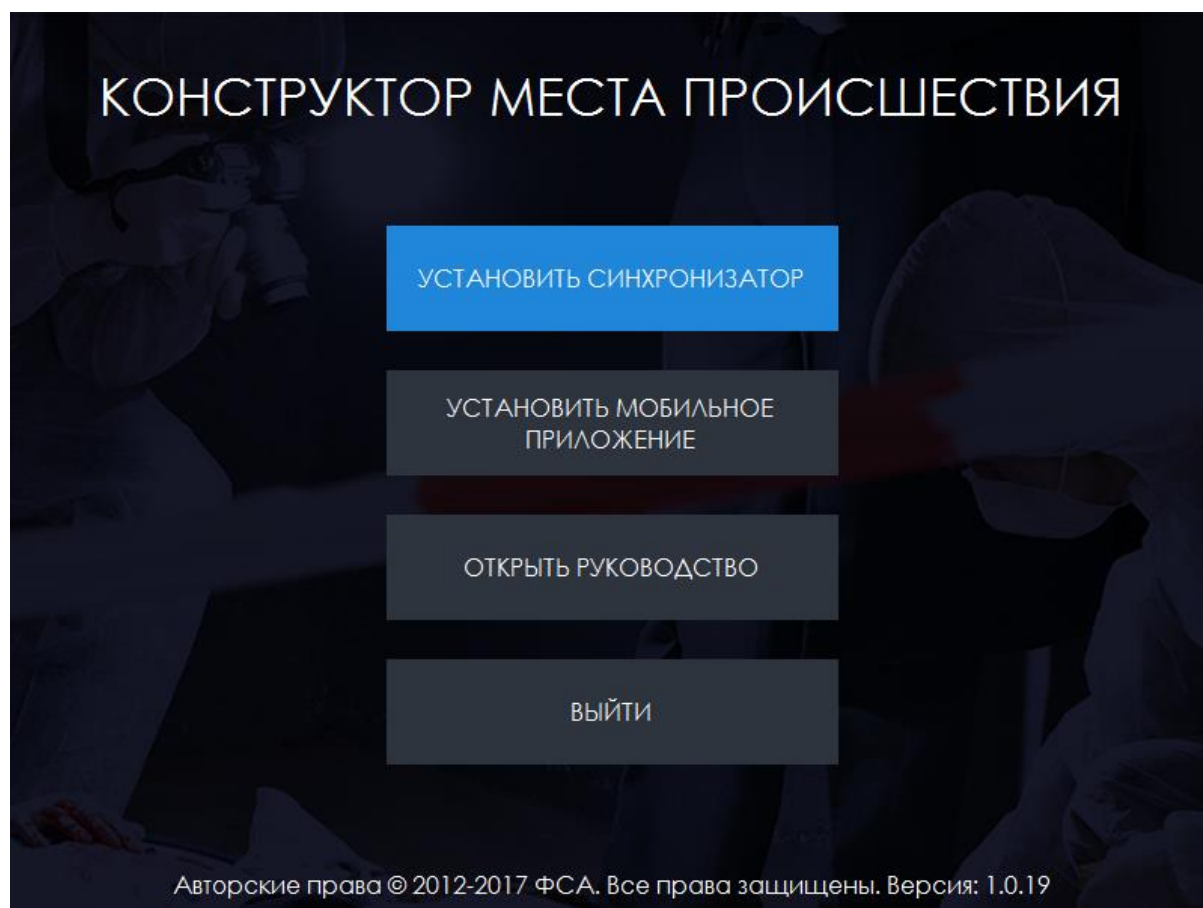 КОНСТРУКТОР МЕСТА ПРОИСШЕСТВИЯ
УСТАНОВИТЬ СИНХРОНИЗАТОР
УСТАНОВИТЬ МОБИЛЬНОЕ
ПРИЛОЖЕНИЕ
ОТКРЫТЬ РУКОВОДСТВО
ВЫЙТИ
Авторские права © 2012-2017 ФСА. Все права защищены. Версия: 1.0.19